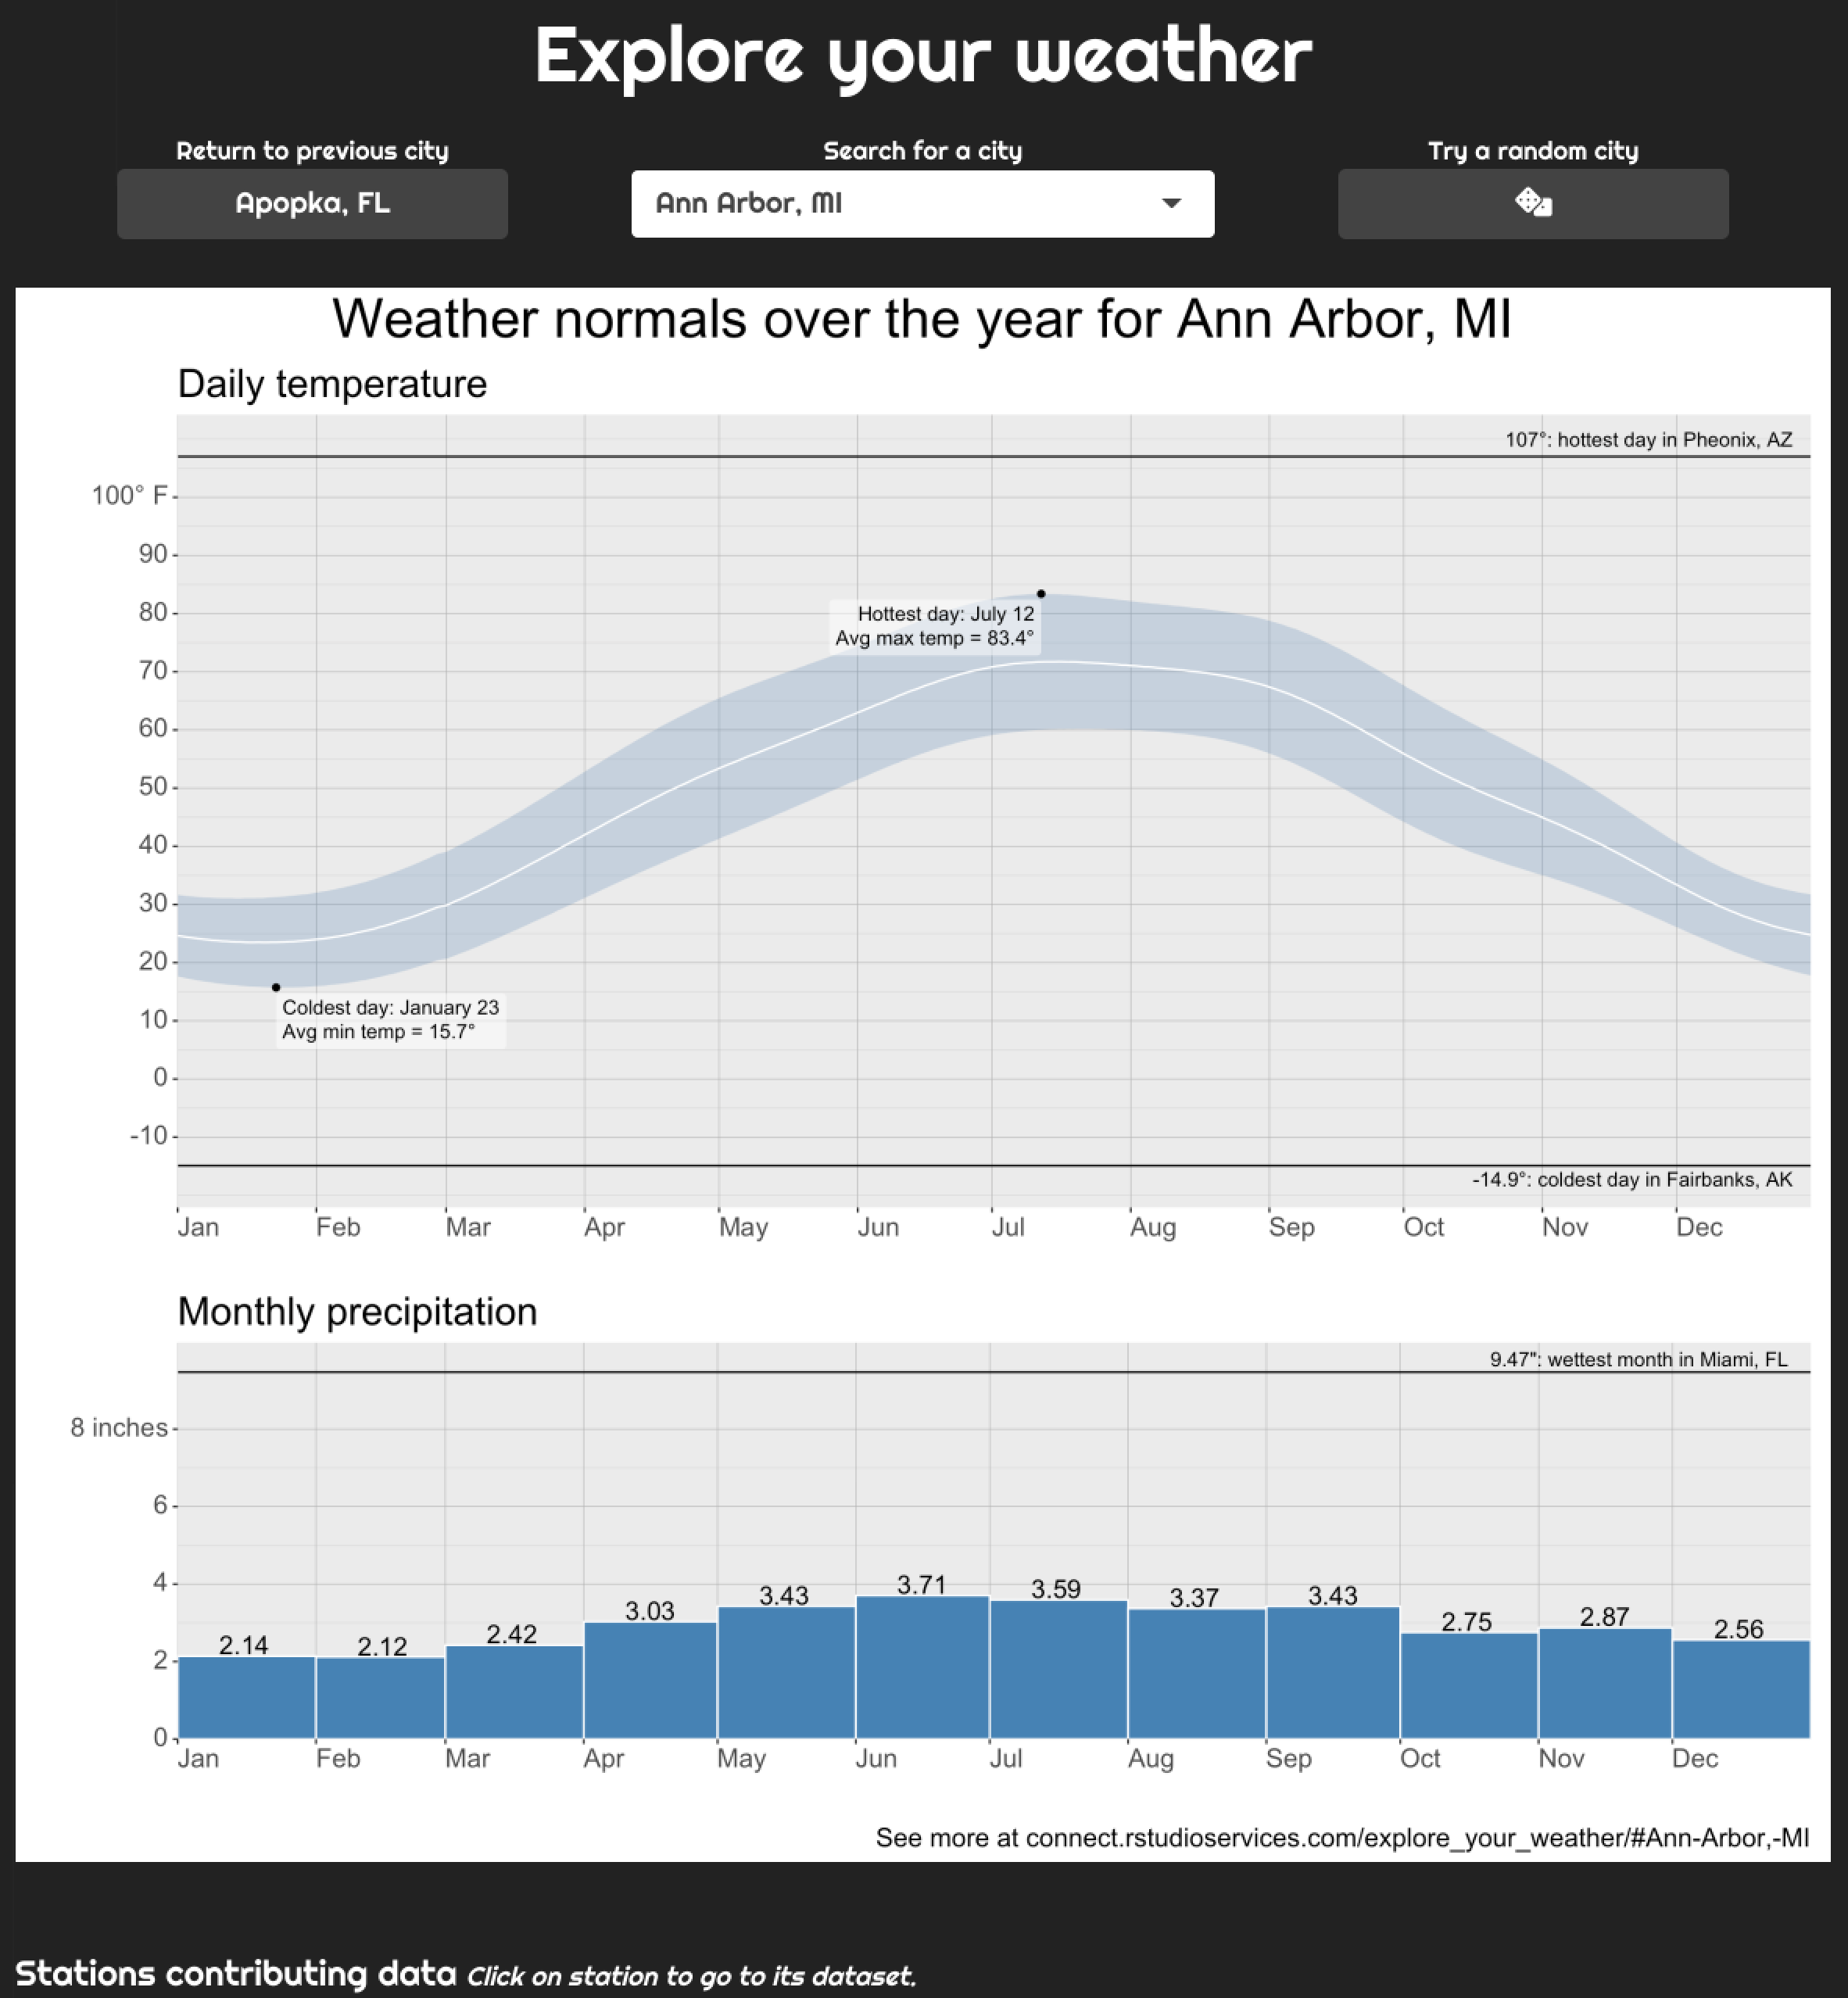 Explore your weather
Return to previous city
Search for a city
Try a random city
Apopka, FL
Ann Arbor, MI
Weather normals over the year for Ann Arbor, MI
Daily temperature
107°: hottest day in Pheonix, AZ
100° F
90
80
70
60
50
40
30
20
10
0
-10
Hottest day: July 12
Avg max temp = 83.4°
Coldest day: January 23
Avg min temp = 15.7°
-14.9°: coldest day in Fairbanks, AK
Jan Feb Mar Apr May Jun Jul Aug Sep Oct Nov Dec
Monthly precipitation
9.47": wettest month in Miami, FL
8 inches
6
4
2
0
2.14 2.12 2.42 3.03 3.43 3.71 3.59 3.37 3.43 2.75 2.87 2.56
Jan Feb Mar Apr May Jun Jul Aug Sep Oct Nov Dec
See more at connect.rstudioservices.com/explore_your_weather/#Ann-Arbor,-MI
Stations contributing data Click on station to go to its dataset.